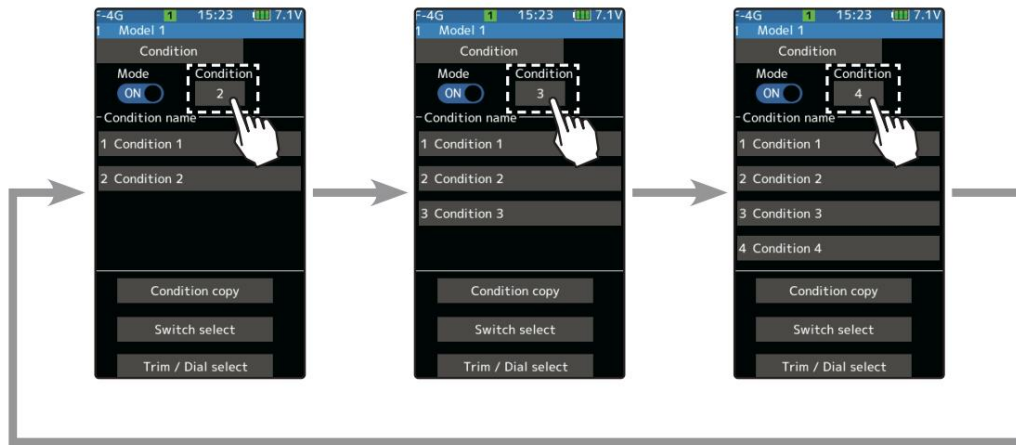 F-4G 1 15:23 7.1V
1 Model 1
Condition
Mode Condition
ON 2
Condition name
1 Condition 1
2 Condition 2
Condition copy
Switch select
Trim / Dial select
F-4G 1 15:23 7.1V
1 Model 1
Condition
Mode Condition
ON 3
Condition name
1 Condition 1
2 Condition 2
3 Condition 3
Condition copy
Switch select
Trim / Dial select
F-4G 1 15:23 7.1V
1 Model 1
Condition
Mode Condition
ON 4
Condition name
1 Condition 1
2 Condition 2
3 Condition 3
4 Condition 4
Condition copy
Switch select
Trim / Dial select